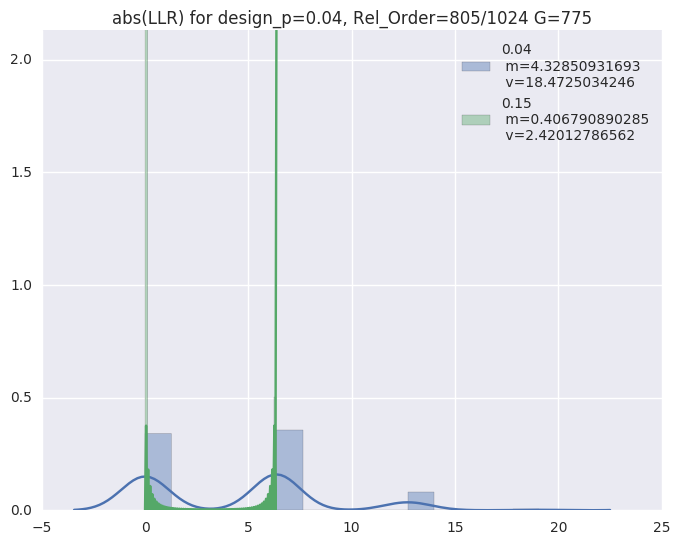 abs(LLR) for design_p=0.04, Rel_Order=805/1024 G=775
0.04
m=4.32850931693
v=18.4725034246
0.15
m=0.406790890285
v=2.42012786562
2.0
1.5
1.0
0.5
0.0
−5
0
5
10
15
20
25